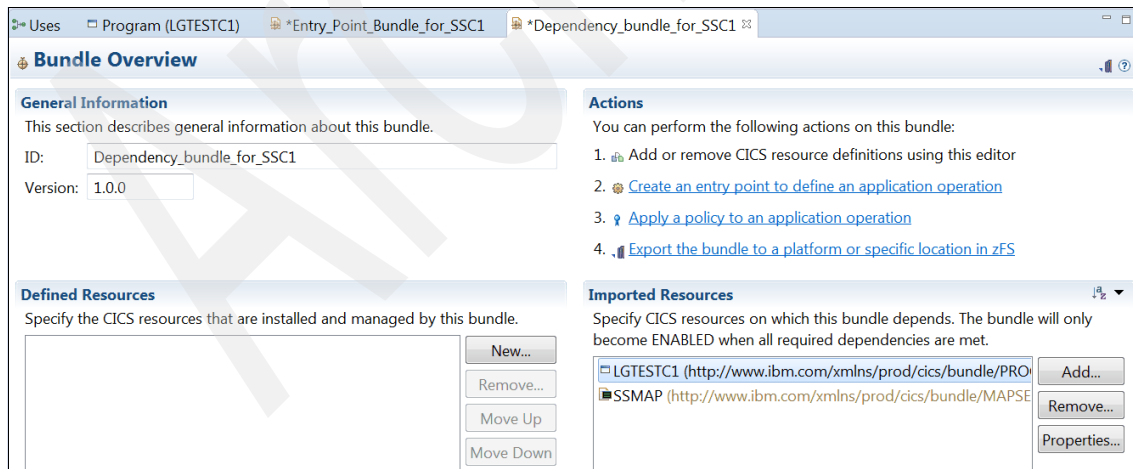 Uses Program (LGTESTC1) *Entry_Point_Bundle_for_SSC1 *Dependency_bundle_for_SSC1
Bundle Overview
General Information
This section describes general information about this bundle.
ID: Dependency_bundle_for_SSC1
Version: 1.0.0
Actions
You can perform the following actions on this bundle:
1. Add or remove CICS resource definitions using this editor
2. Create an entry point to define an application operation
3. Apply a policy to an application operation
4. Export the bundle to a platform or specific location in zFS
Defined Resources
Specify the CICS resources that are installed and managed by this bundle.
New...
Remove...
Move Up
Move Down
Imported Resources
Specify CICS resources on which this bundle depends. The bundle will only
become ENABLED when all required dependencies are met.
LGTESTC1 (http://www.ibm.com/xmlns/prod/cics/bundle/PRO
SSMAP (http://www.ibm.com/xmlns/prod/cics/bundle/MAPSE
Add...
Remove...
Properties...